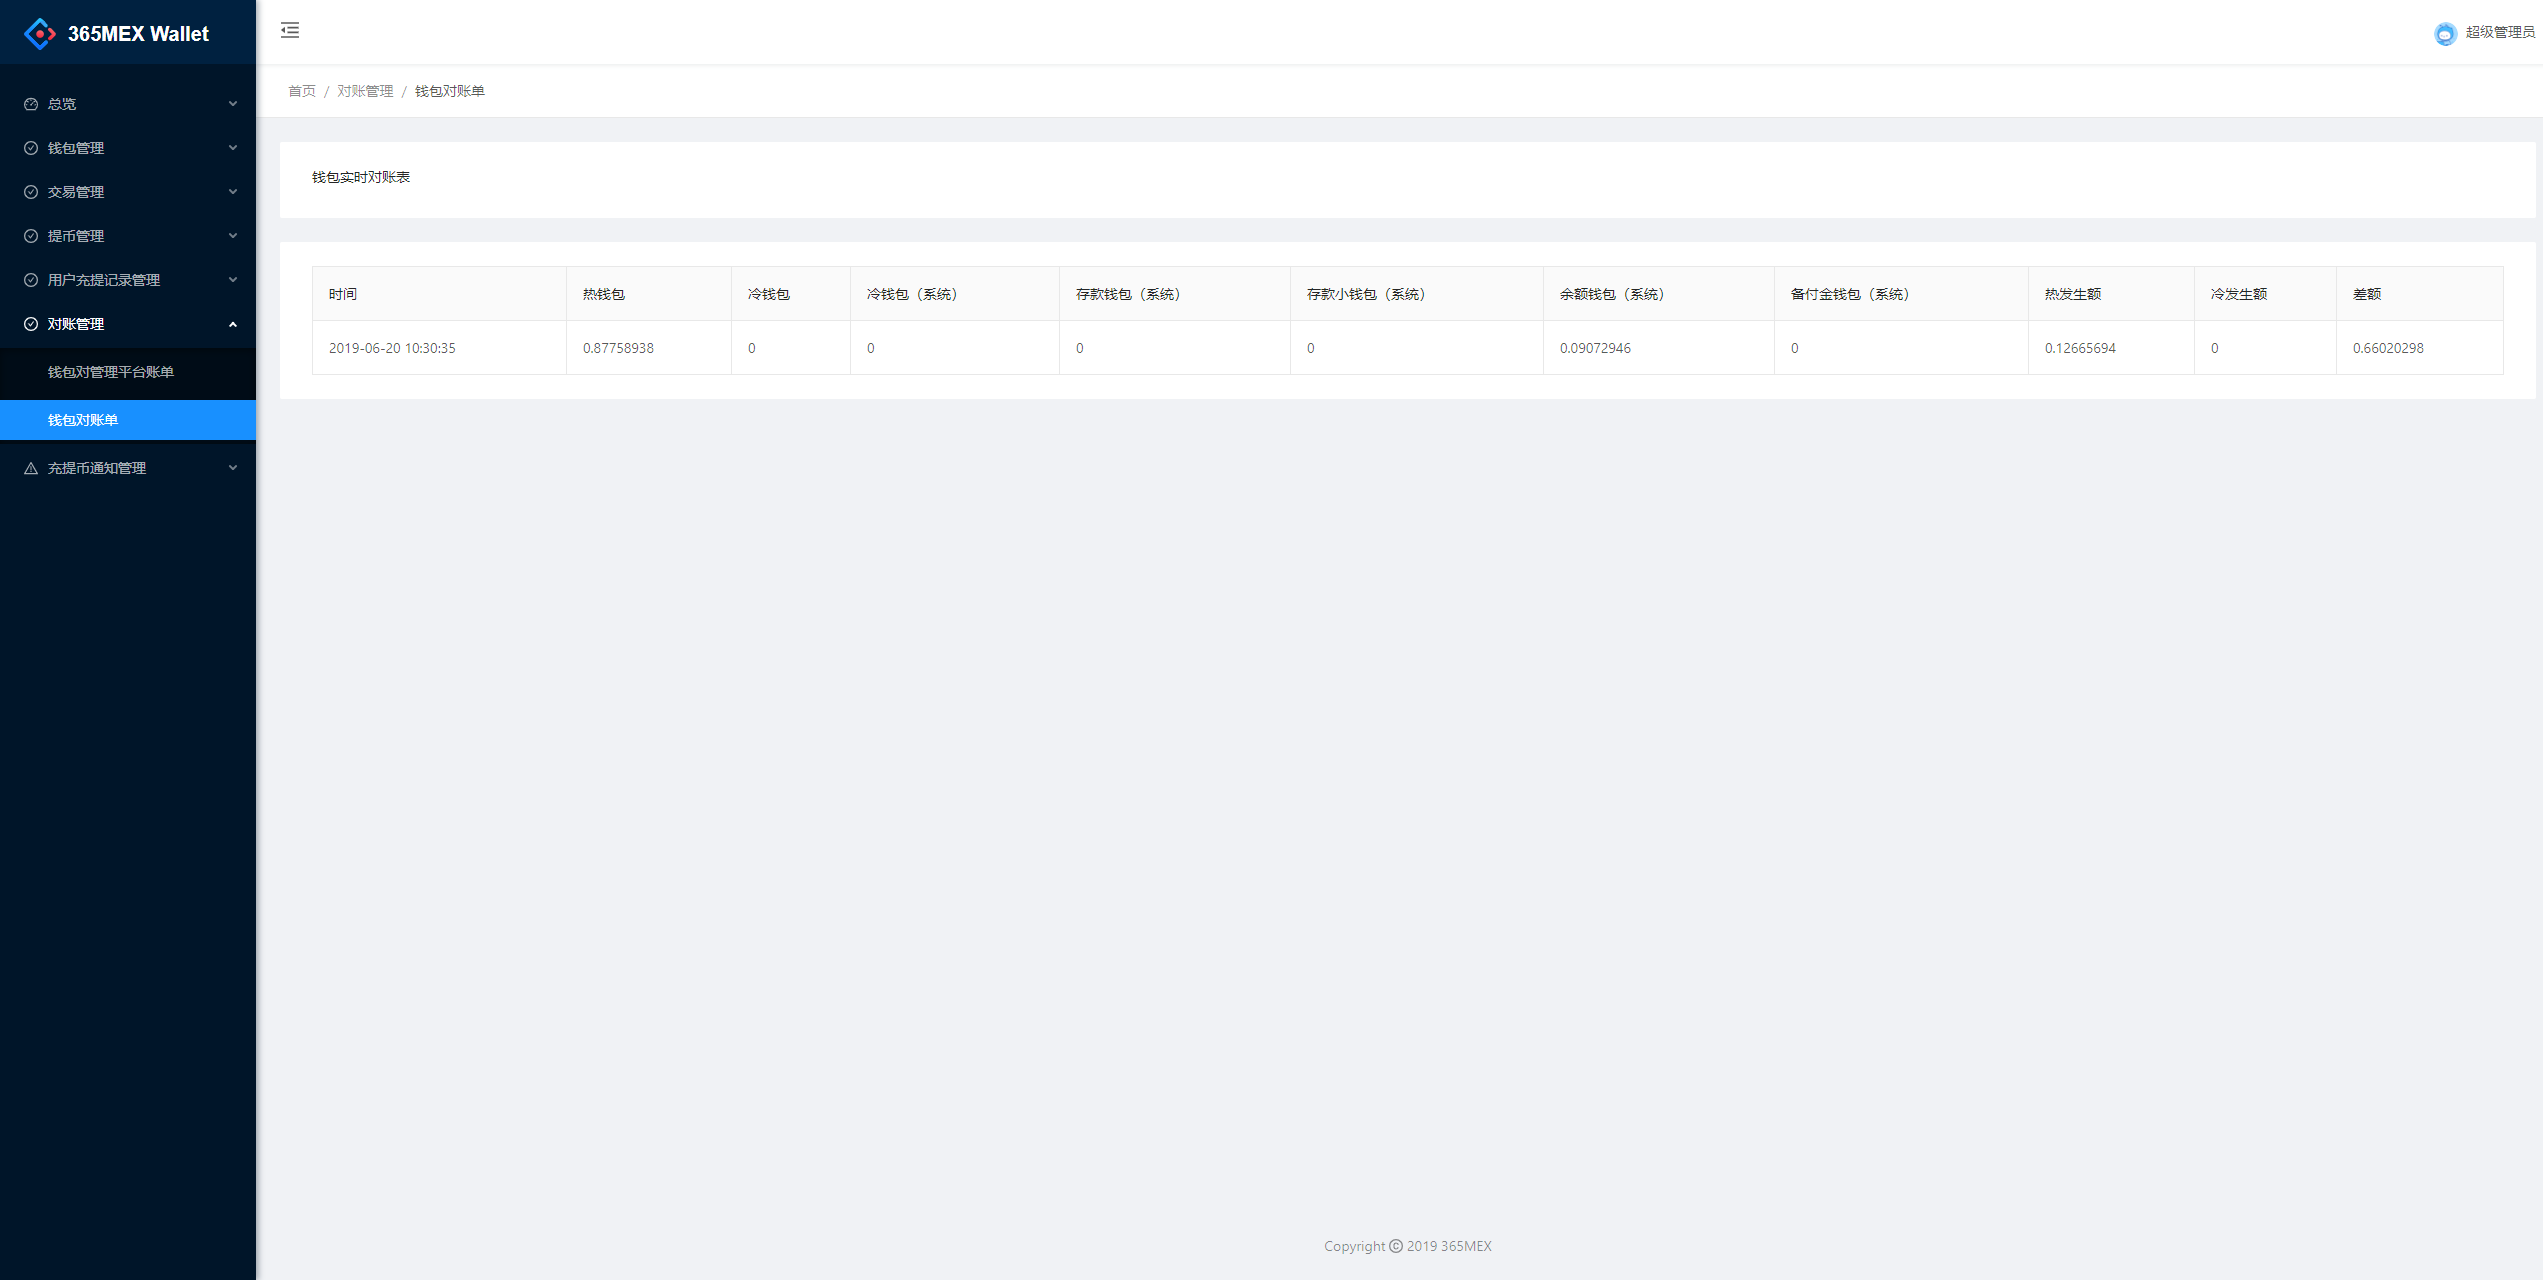 365MEX Wallet
超级管理员
首页 / 对账管理 / 钱包对账单
总览
钱包管理
交易管理
提币管理
用户充提记录管理
对账管理
钱包对管理平台账单
钱包对账单
充提币通知管理
钱包实时对账表
时间 热钱包 冷钱包 冷钱包（系统） 存款钱包（系统） 存款小钱包（系统） 余额钱包（系统） 备付金钱包（系统） 热发生额 冷发生额 差额
2019-06-20 10:30:35 0.87758938 0 0 0 0 0.09072946 0 0.12665694 0 0.66020298
Copyright © 2019 365MEX